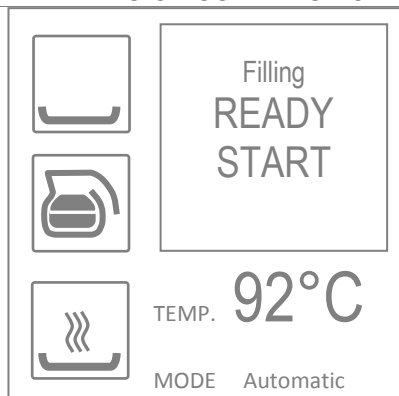 Filling
READY
START
TEMP. 92°C
MODE Automatic